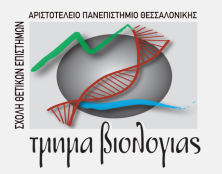 ΑΡΙΣΤΟΤΕΛΕΙΟ ΠΑΝΕΠΙΣΤΗΜΙΟ ΘΕΣΣΑΛΟΝΙΚΗΣ
ΣΧΟΛΗ ΘΕΤΙΚΩΝ ΕΠΙΣΤΗΜΩΝ
τμημα βιολογιας